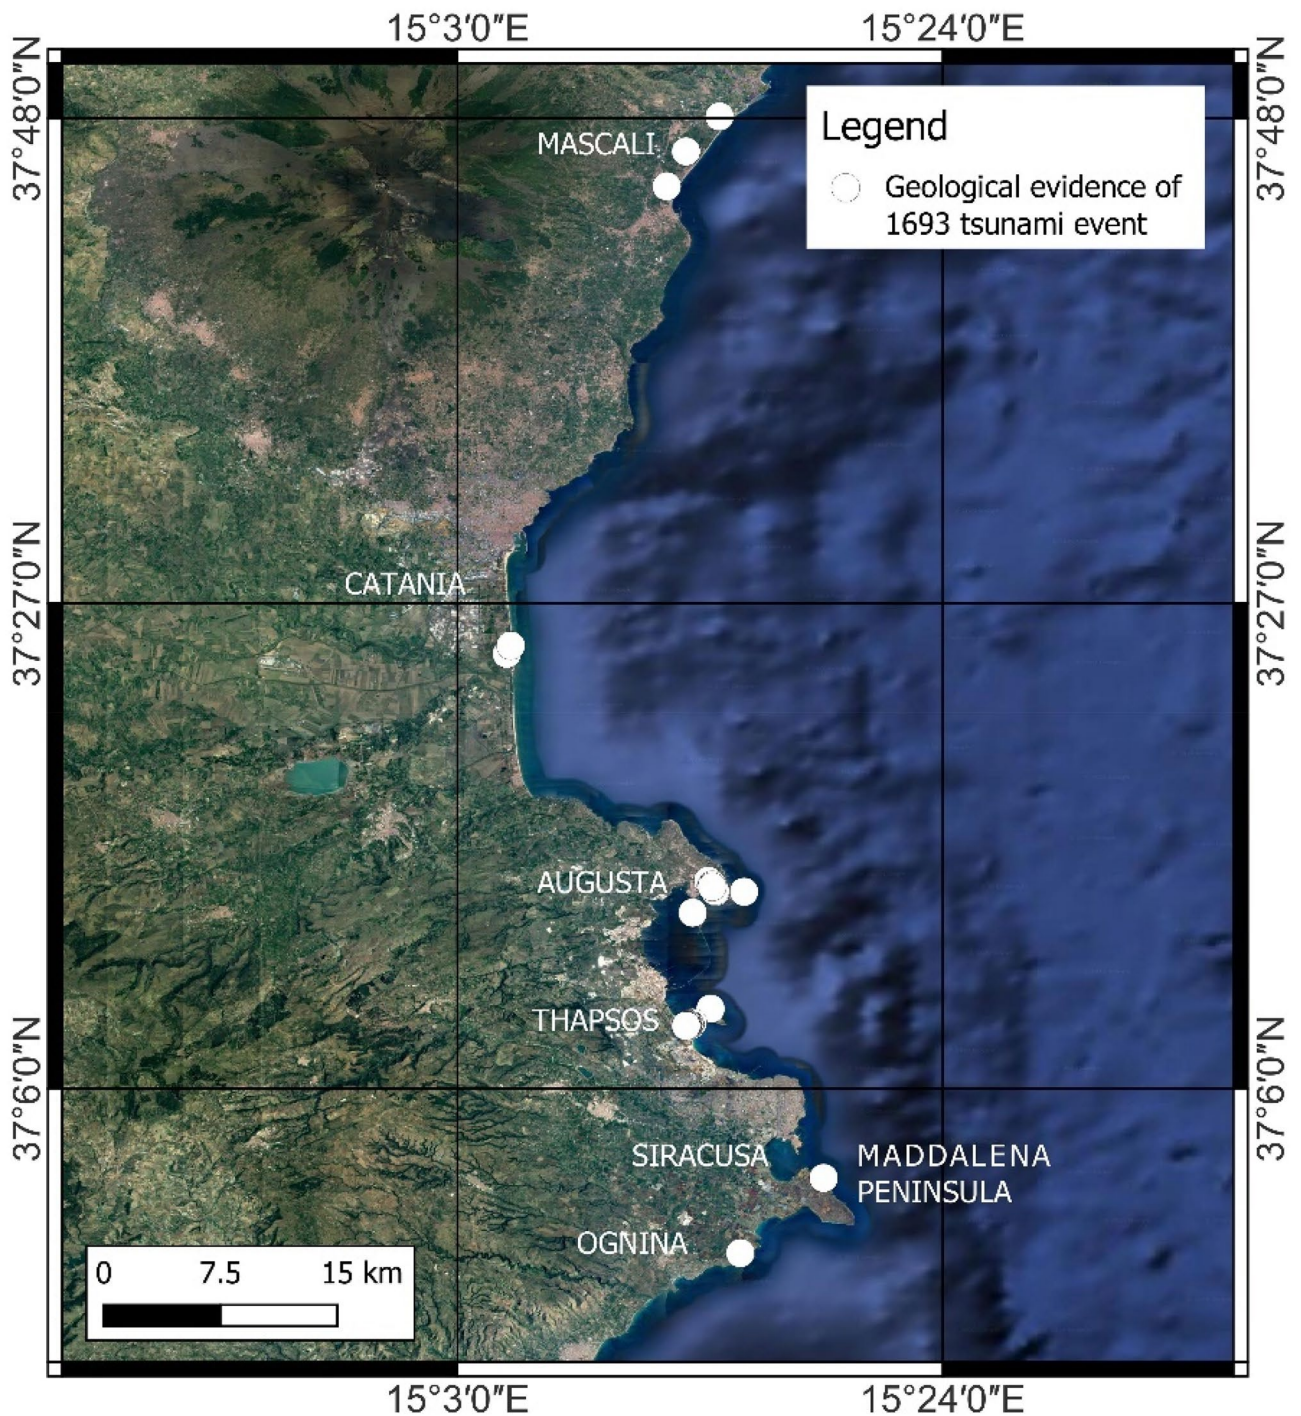 15°3′0″E
15°24′0″E
37°48′0″N
37°48′0″N
Legend
Geological evidence of
1693 tsunami event
MASCALI
37°27′0″N
37°27′0″N
CATANIA
AUGUSTA
THAPSOS
37°6′0″N
37°6′0″N
SIRACUSA
MADDALENA
PENINSULA
OGNINA
0 7.5 15 km
15°3′0″E
15°24′0″E